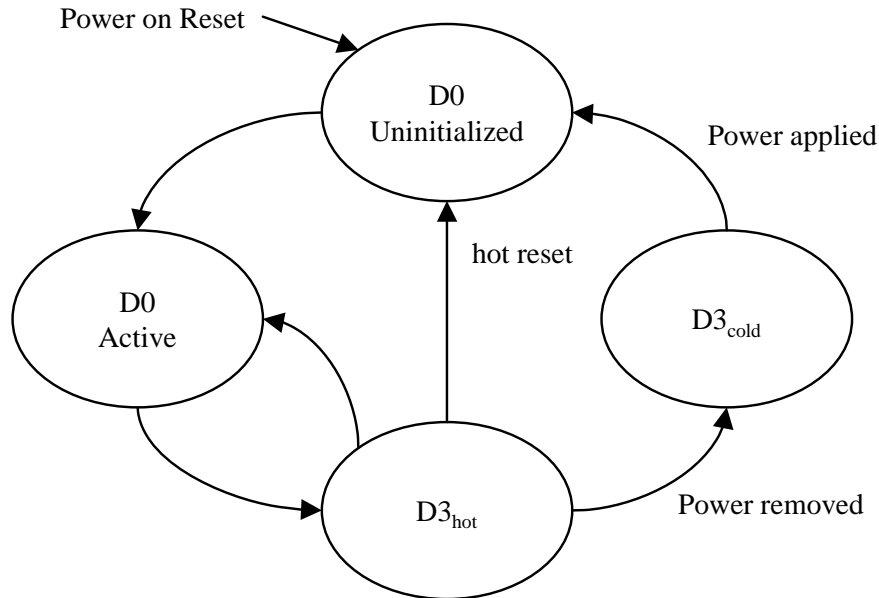 Power on Reset
D0
Uninitialized
Power applied
hot reset
D0
Active
D3cold
D3hot
Power removed